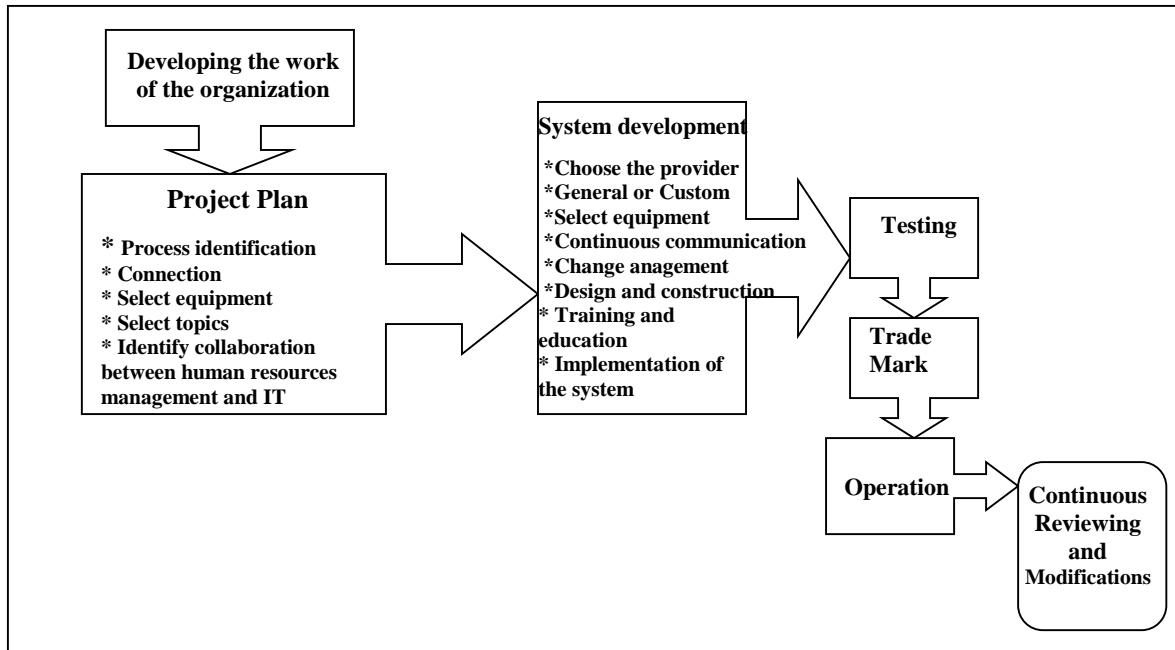 Developing the work
of the organization
Project Plan
* Process identification
* Connection
* Select equipment
* Select topics
* Identify collaboration
between human resources
management and IT
System development
*Choose the provider
*General or Custom
*Select equipment
*Continuous communication
*Change anagement
*Design and construction
* Training and
education
* Implementation of
the system
Testing
Trade
Mark
Operation
Continuous
Reviewing
and
Modifications